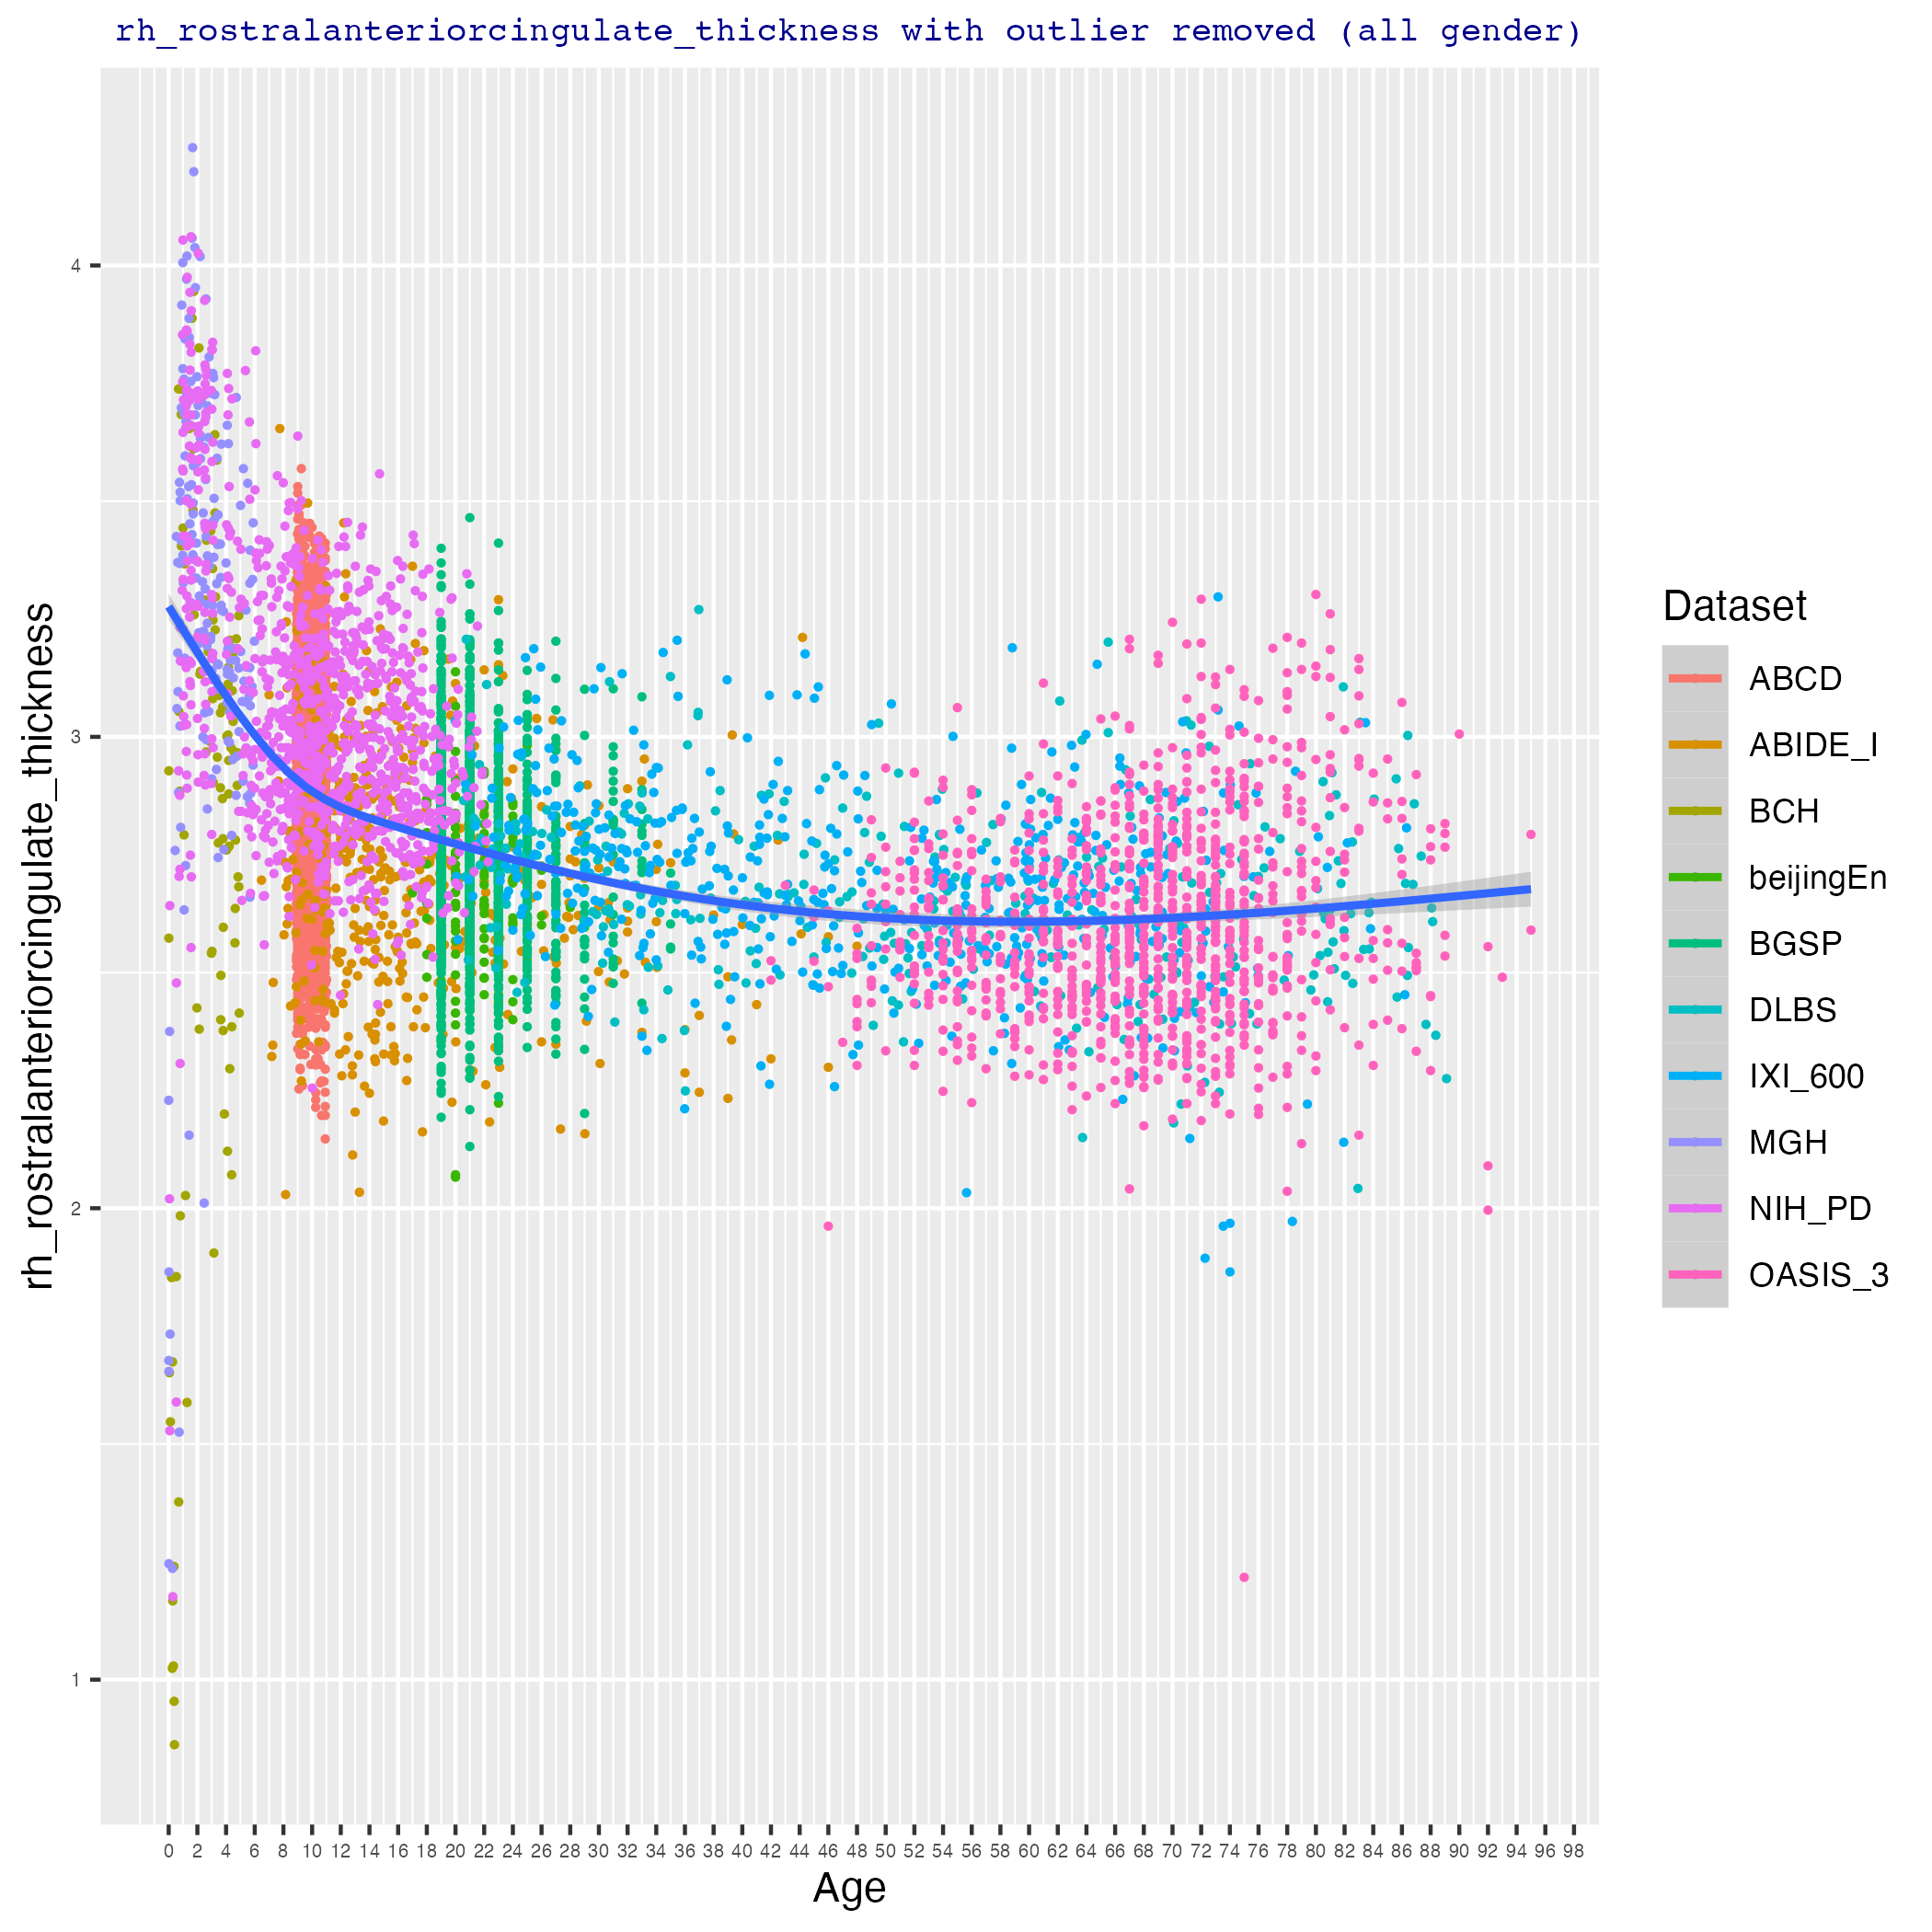 rh_rostralanteriorcingulate_thickness with outlier removed (all gender)
rh_rostralanteriorcingulate_thickness
4
3
2
1
0 2 4 6 8 10 12 14 16 18 20 22 24 26 28 30 32 34 36 38 40 42 44 46 48 50 52 54 56 58 60 62 64 66 68 70 72 74 76 78 80 82 84 86 88 90 92 94 96 98
Age
Dataset
ABCD
ABIDE_I
BCH
beijingEn
BGSP
DLBS
IXI_600
MGH
NIH_PD
OASIS_3